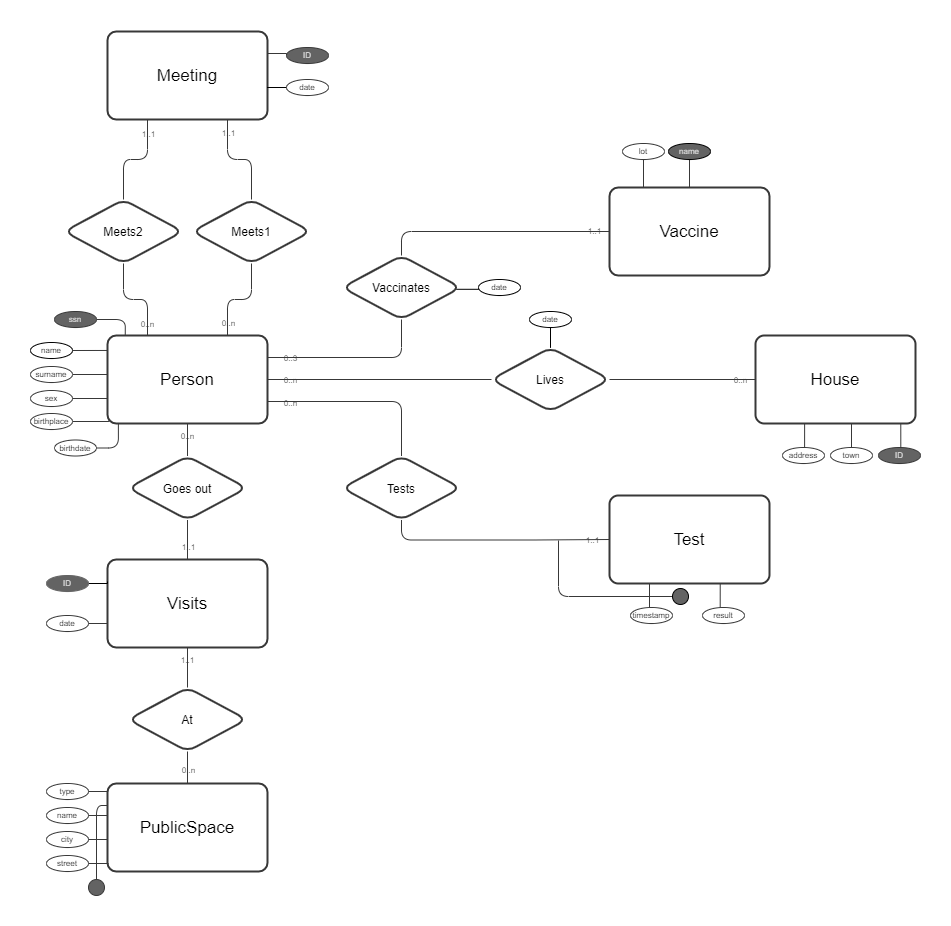 Meeting
ID
date
1..1
1..1
lot
name
Meets2
Meets1
1..1
Vaccine
Vaccinates
date
ssn
0..n
0..n
date
name
0..3
surname
Person
0..n
Lives
0..n
House
sex
0..n
birthplace
0..n
birthdate
address
town
ID
Goes out
Tests
1..1
1..1
Test
ID
Visits
date
timestamp
result
1..1
At
0..n
type
name
PublicSpace
city
street